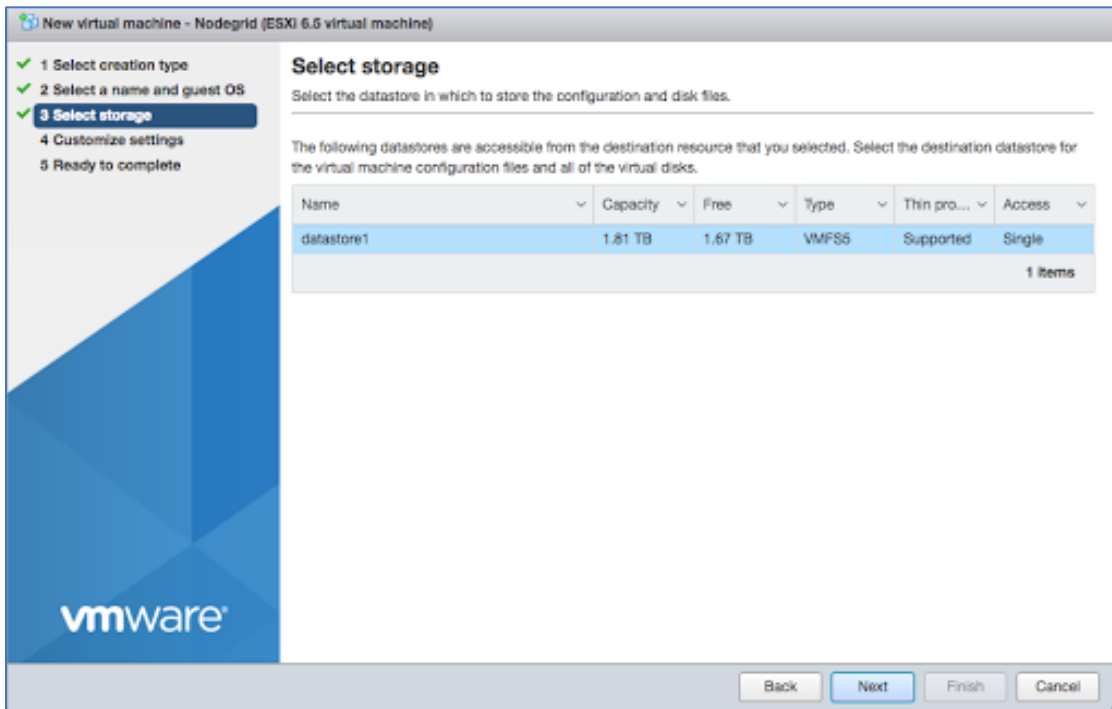 New virtual machine - Nodegrid (ESXi 6.5 virtual machine)
1 Select creation type
2 Select a name and guest OS
3 Select storage
4 Customize settings
5 Ready to complete
Select storage
Select the datastore in which to store the configuration and disk files.
The following datastores are accessible from the destination resource that you selected. Select the destination datastore for
the virtual machine configuration files and all of the virtual disks.
Name Capacity Free Type Thin pro... Access
datastore1 1.81 TB 1.67 TB VMFS5 Supported Single
1 items
vmware®
Back Next Finish Cancel